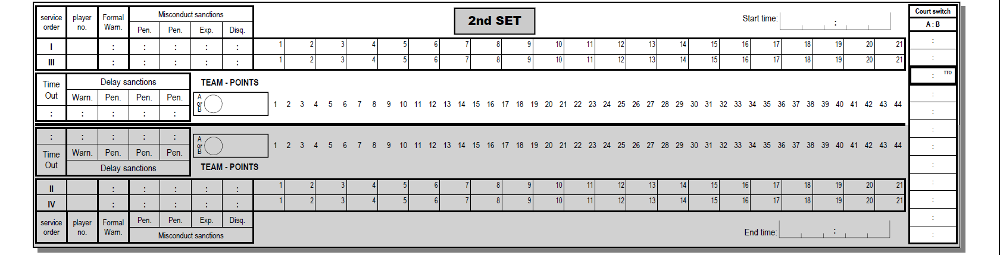 service order player no. Formal Warn. Misconduct sanctions 2nd SET Start time: : Court switch
Pen. Pen. Exp. Disq. A : B
I : : : : : 1 2 3 4 5 6 7 8 9 10 11 12 13 14 15 16 17 18 19 20 21 :
III : : : : : 1 2 3 4 5 6 7 8 9 10 11 12 13 14 15 16 17 18 19 20 21 :
Time Out Delay sanctions TEAM - POINTS : TTO
Warn. Pen. Pen. Pen. A or B 1 2 3 4 5 6 7 8 9 10 11 12 13 14 15 16 17 18 19 20 21 22 23 24 25 26 27 28 29 30 31 32 33 34 35 36 37 38 39 40 41 42 43 44 :
: : : : :
: : : : :
Time Out Warn. Pen. Pen. Pen. A or B 1 2 3 4 5 6 7 8 9 10 11 12 13 14 15 16 17 18 19 20 21 22 23 24 25 26 27 28 29 30 31 32 33 34 35 36 37 38 39 40 41 42 43 44 :
Delay sanctions TEAM - POINTS :
II : : : : : 1 2 3 4 5 6 7 8 9 10 11 12 13 14 15 16 17 18 19 20 21 :
IV : : : : : 1 2 3 4 5 6 7 8 9 10 11 12 13 14 15 16 17 18 19 20 21 :
service order player no. Formal Warn. Pen. Pen. Exp. Disq. :
Misconduct sanctions End time: : :